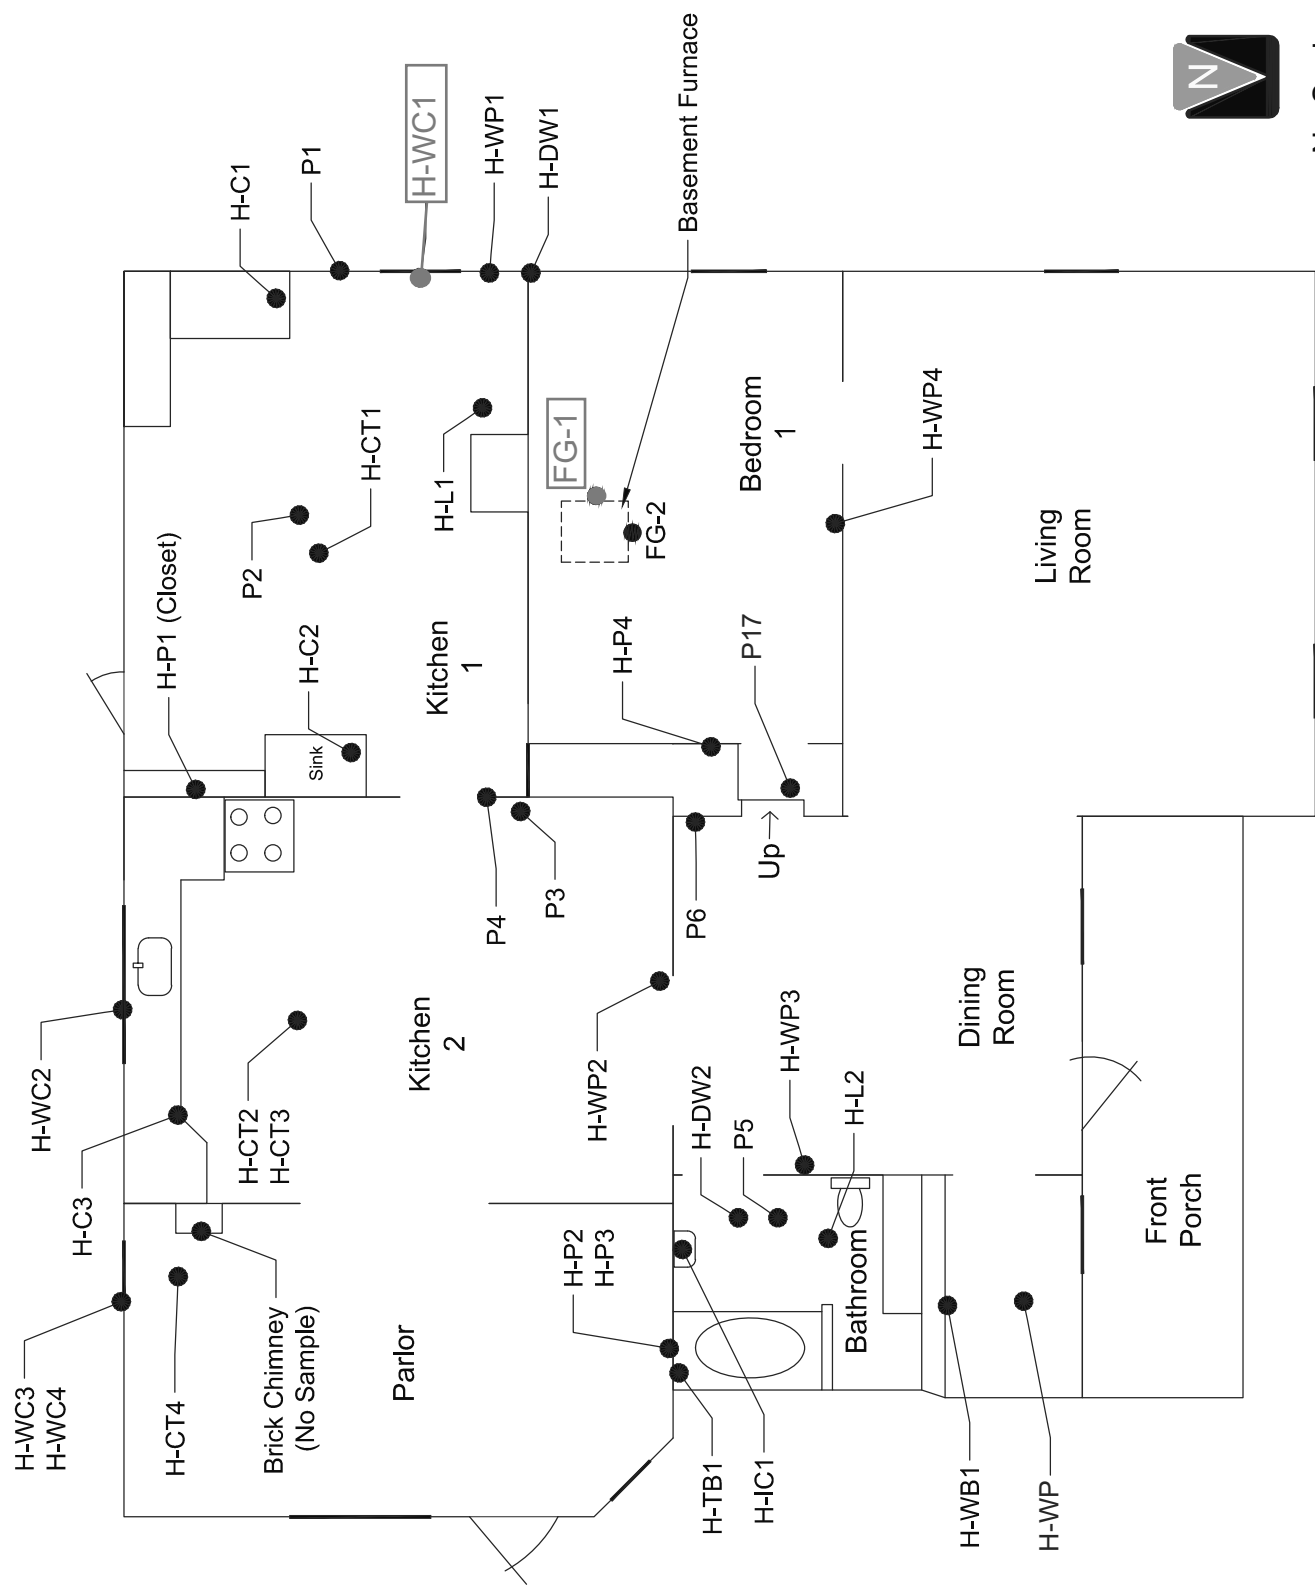 H-WC3
H-WC4
H-WC2
H-C3
H-CT4
Brick Chimney
(No Sample)
H-CT2
H-CT3
H-P1 (Closet)
P2
H-C2
Sink
H-CT1
H-C1
P1
H-WC1
H-WP1
H-DW1
H-L1
Kitchen
1
Kitchen
2
Parlor
P4
P3
FG-1
FG-2
Basement Furnace
H-P4
P17
Bedroom
1
Up
P6
H-WP2
H-P2
H-P3
H-DW2
P5
H-WP3
H-L2
H-TB1
H-IC1
Bathroom
H-WP4
Living
Room
Dining
Room
H-WB1
H-WP
Front
Porch
N